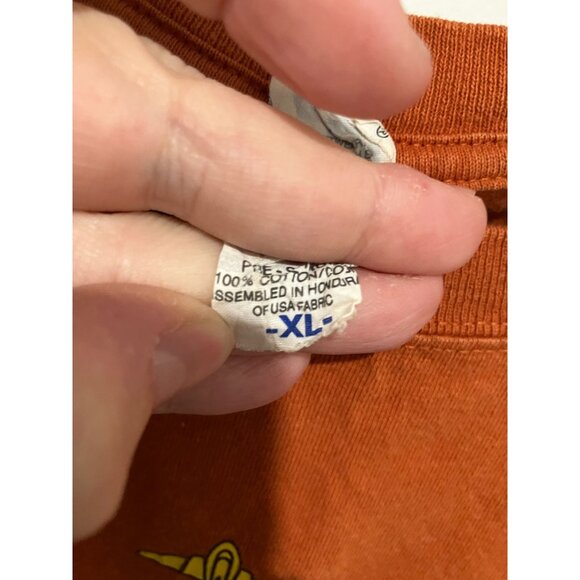 100% COTTON/CO
SSEMBLED IN HONDURA
OF USA FABRIC
-XL-